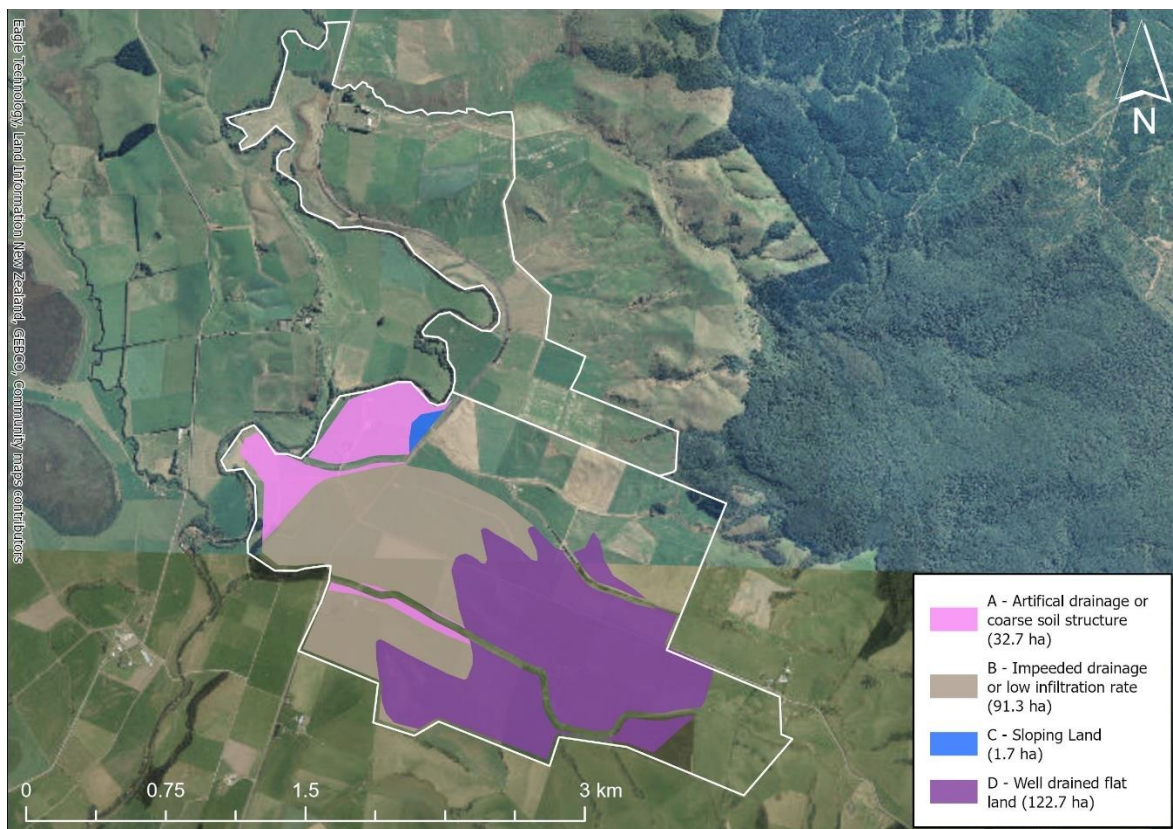 Eagle Technology, Land Information New Zealand, GEBCO, Community maps contributors
N
A - Artifical drainage or
coarse soil structure
(32.7 ha)
B - Impeeded drainage
or low infiltration rate
(91.3 ha)
C - Sloping Land
(1.7 ha)
D - Well drained flat
land (122.7 ha)
0 0.75 1.5 3 km